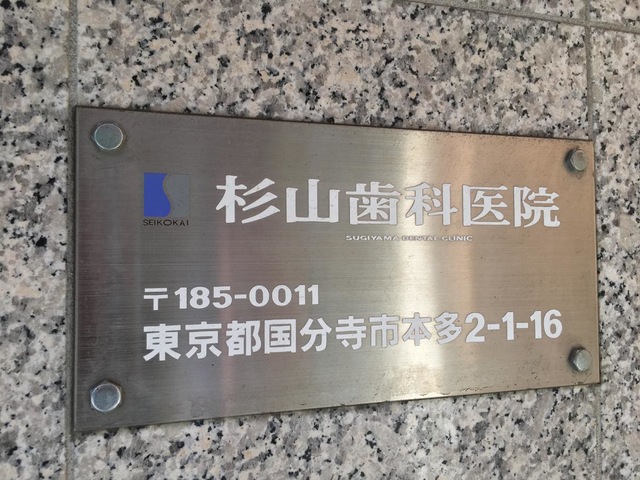 SEIKOKAI
杉山歯科医院
SUGIYAMA DENTAL CLINIC
〒185-0011
東京都国分寺市本多2-1-16